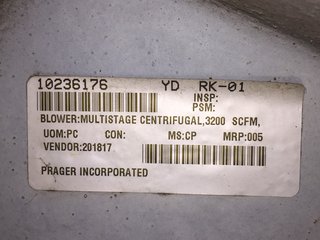 10236176 YD RK-01
INSP:
PSM:
BLOWER:MULTISTAGE CENTRIFUGAL,3200 SCFM,
UOM:PC CON: MS:CP MRP:005
VENDOR:201817
PRAGER INCORPORATED